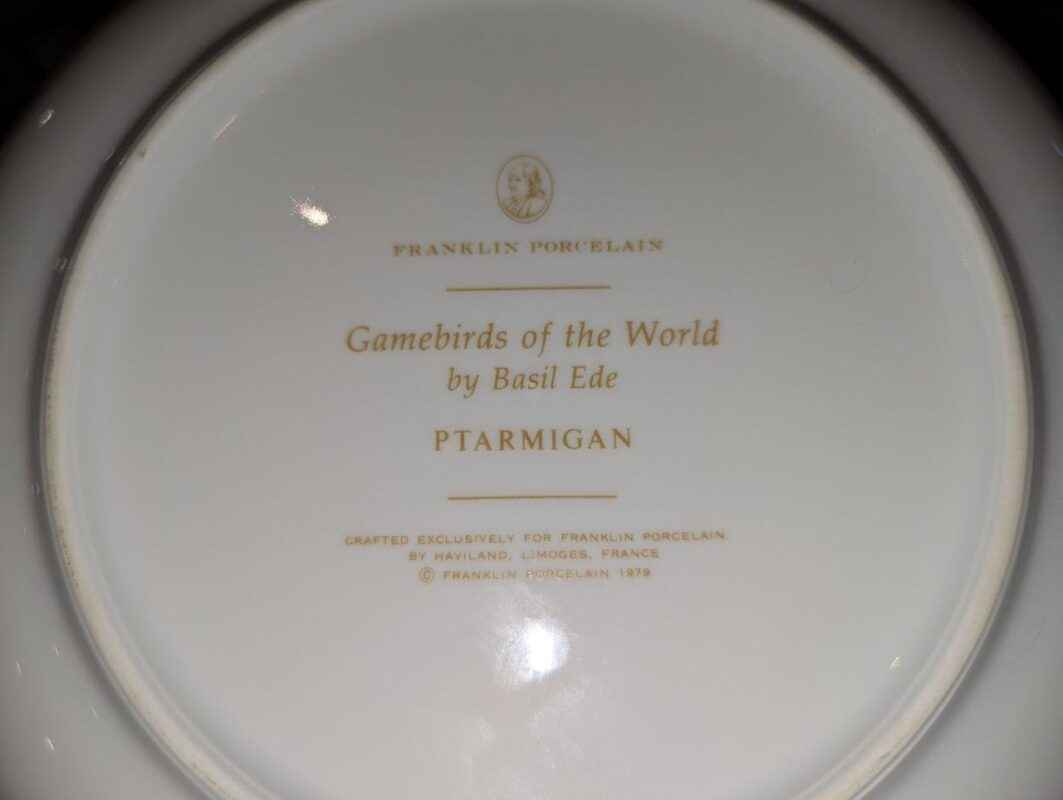 FRANKLIN PORCELAIN
Gamebirds of the World
by Basil Ede
PTARMIGAN
CRAFTED EXCLUSIVELY FOR FRANKLIN PORCELAIN
BY HAVILAND, LIMOGES, FRANCE
© FRANKLIN PORCELAIN 1979